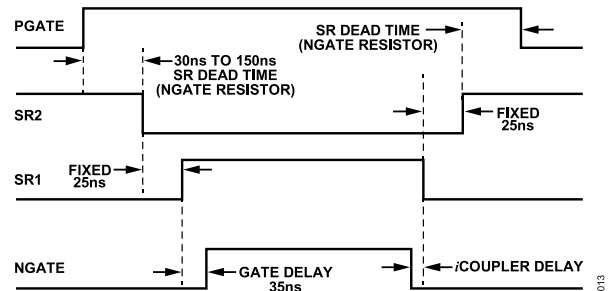 PGATE
SR DEAD TIME
(NGATE RESISTOR)
30ns TO 150ns
SR DEAD TIME
(NGATE RESISTOR)
SR2
FIXED
25ns
FIXED
25ns
SR1
NGATE
GATE DELAY
35ns
iCOUPLER DELAY
013